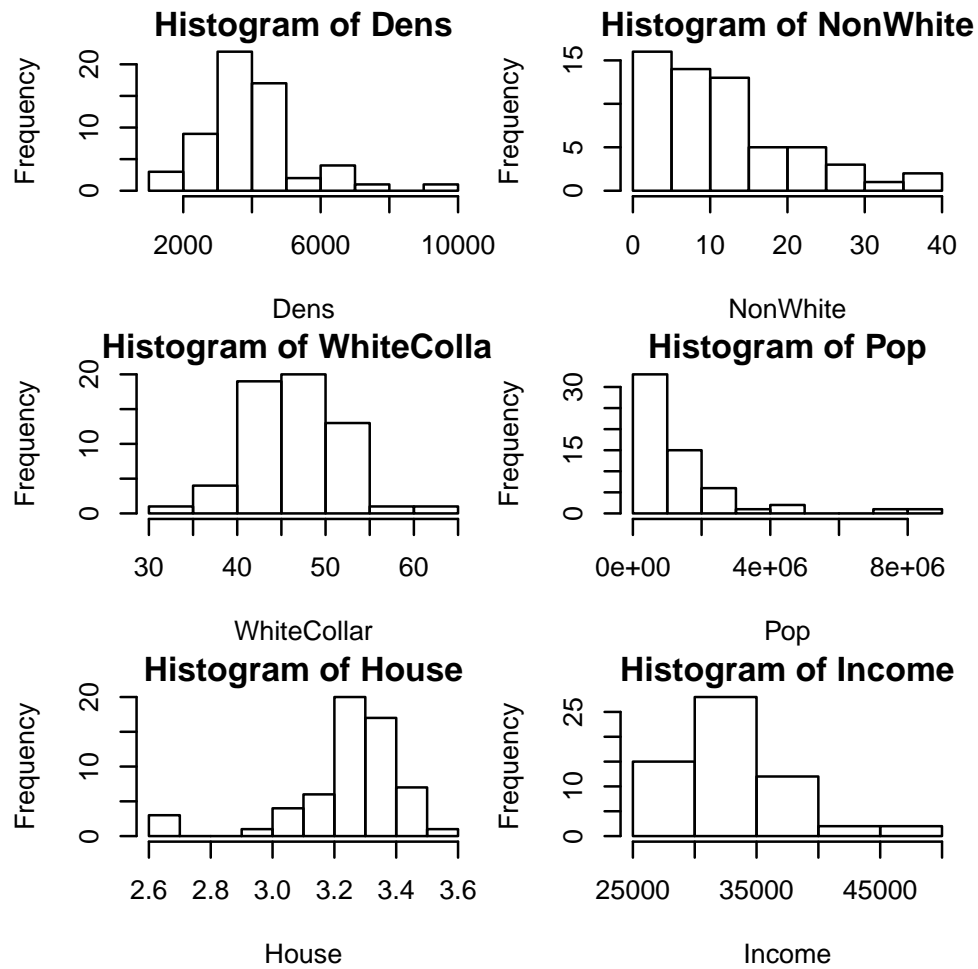 Histogram of Dens
Frequency
0
10
20
2000
6000
10000
Dens
Histogram of NonWhite
Frequency
0
5
15
0
10
20
30
40
NonWhite
Histogram of WhiteColla
Frequency
0
10
20
30
40
50
60
WhiteCollar
Histogram of Pop
Frequency
0
15
30
0e+00
4e+06
8e+06
Pop
Histogram of House
Frequency
0
10
20
2.6
2.8
3.0
3.2
3.4
3.6
House
Histogram of Income
Frequency
0
10
25
25000
35000
45000
Income